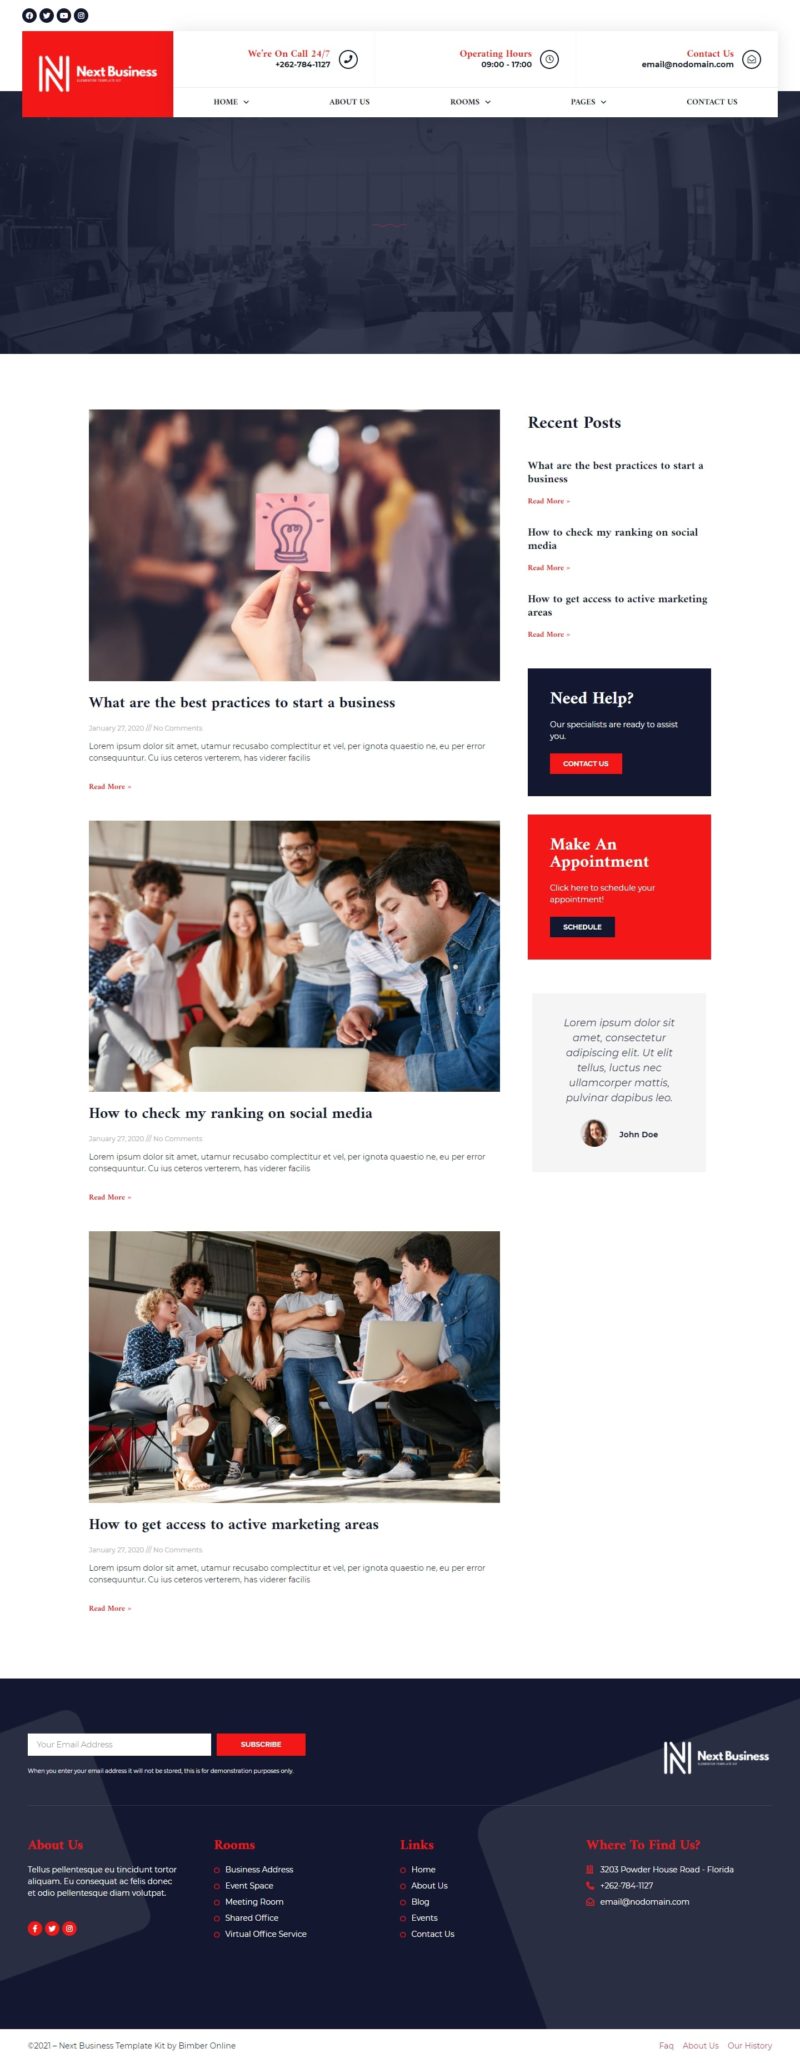 We're On Call 24/7
+262-784-1127
Operating Hours
09:00 - 17:00
Contact Us
email@nodomain.com
Next Business
ELEMENTOR TEMPLATE KIT
HOME
ABOUT US
ROOMS
PAGES
CONTACT US
What are the best practices to start a business
January 27, 2020 /// No Comments
Lorem ipsum dolor sit amet, utamur recusabo complectitur et vel, per ignota quaestio ne, eu per error
consequuntur. Cu ius ceteros verterem, has viderer facilis
Read More »
How to check my ranking on social media
January 27, 2020 /// No Comments
Lorem ipsum dolor sit amet, utamur recusabo complectitur et vel, per ignota quaestio ne, eu per error
consequuntur. Cu ius ceteros verterem, has viderer facilis
Read More »
How to get access to active marketing areas
January 27, 2020 /// No Comments
Lorem ipsum dolor sit amet, utamur recusabo complectitur et vel, per ignota quaestio ne, eu per error
consequuntur. Cu ius ceteros verterem, has viderer facilis
Read More »
Recent Posts
What are the best practices to start a
business
Read More »
How to check my ranking on social
media
Read More »
How to get access to active marketing
areas
Read More »
Need Help?
Our specialists are ready to assist
you.
CONTACT US
Make An
Appointment
Click here to schedule your
appointment!
SCHEDULE
Lorem ipsum dolor sit
amet, consectetur
adipiscing elit. Ut elit
tellus, luctus nec
ullamcorper mattis,
pulvinar dapibus leo.
John Doe
Your Email Address
SUBSCRIBE
When you enter your email address it will not be stored, this is for demonstration purposes only.
Next Business
ELEMENTOR TEMPLATE KIT
About Us
Tellus pellentesque eu tincidunt tortor
aliquam. Eu consequat ac felis donec
et odio pellentesque diam volutpat.
Rooms
Business Address
Event Space
Meeting Room
Shared Office
Virtual Office Service
Links
Home
About Us
Blog
Events
Contact Us
Where To Find Us?
3203 Powder House Road - Florida
+262-784-1127
email@nodomain.com
©2021 – Next Business Template Kit by Bimber Online
Faq
About Us
Our History